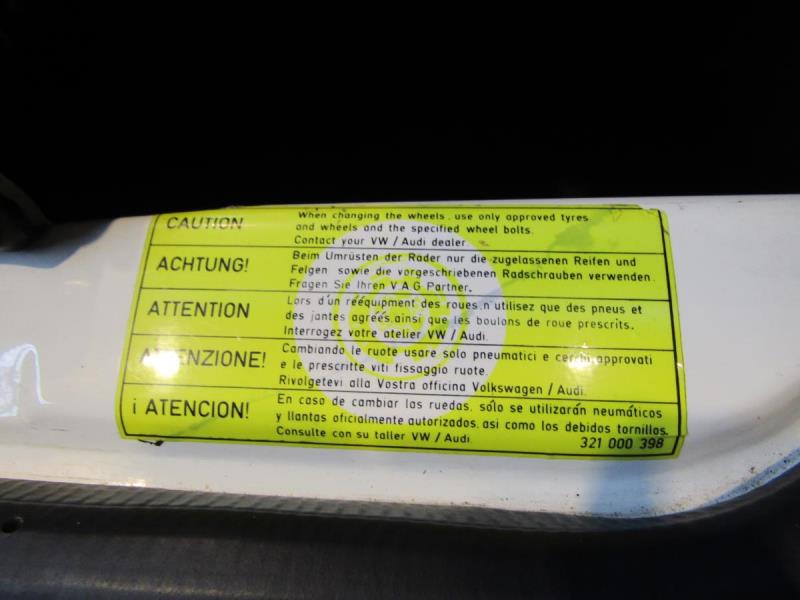 CAUTION
When changing the wheels, use only approved tyres
and wheels and the specified wheel bolts.
Contact your VW / Audi dealer.
ACHTUNG!
Beim Umrüsten der Räder nur die zugelassenen Reifen und
Felgen sowie die vorgeschriebenen Radschrauben verwenden.
Fragen Sie Ihren V.A.G Partner.
ATTENTION
Lors d'un rééquipment des roues,n'utilisez que des pneus et
des jantes agréés,ainsi que les boulons de roue prescrits.
Interrogez votre atelier VW / Audi.
ATTENZIONE!
Cambiando le ruote usare solo pneumatici e cerchi approvati
e le prescritte viti fissaggio ruote.
Rivolgetevi alla Vostra officina Volkswagen / Audi.
¡ ATENCION!
En caso de cambiar las ruedas, sólo se utilizarán neumáticos
y llantas oficialmente autorizados, así como los debidos tornillos.
Consulte con su taller VW / Audi.
321 000 398